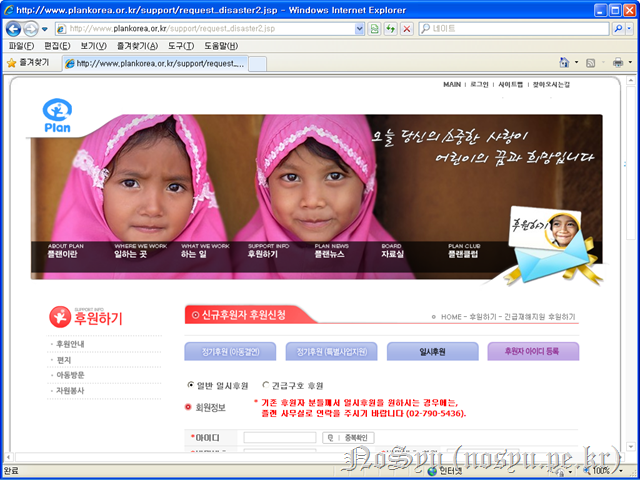 http://www.plankorea.or.kr/support/request_disaster2.jsp - Windows Internet Explorer
http://www.plankorea.or.kr/support/request_disaster2.jsp
네이트
파일(F) 편집(E) 보기(V) 즐겨찾기(A) 도구(T) 도움말(H)
즐겨찾기 http://www.plankorea.or.kr/support/request_...
MAIN | 로그인 | 사이트맵 | 찾아오시는길
Plan
오늘 당신의 소중한 사랑이
어린이의 꿈과 희망입니다
후원하기
ABOUT PLAN WHERE WE WORK WHAT WE WORK SUPPORT INFO PLAN NEWS BOARD PLAN CLUB
플랜이란 일하는 곳 하는 일 후원하기 플랜뉴스 자료실 플랜클럽
SUPPORT INFO
후원하기
후원안내
편지
아동방문
자원봉사
신규후원자 후원신청
HOME - 후원하기 - 긴급재해지원 후원하기
정기후원 (아동결연) 정기후원 (특별사업지원) 일시후원 후원자 아이디 등록
일반 일시후원 긴급구호 후원
회원정보
* 기존 후원자 분들께서 일시후원을 원하시는 경우에는,
플랜 사무실로 연락을 주시기 바랍니다 (02-790-5436).
*아이디 중복확인
NoSyu (nosyu.pe.kr)
완료 인터넷 100%